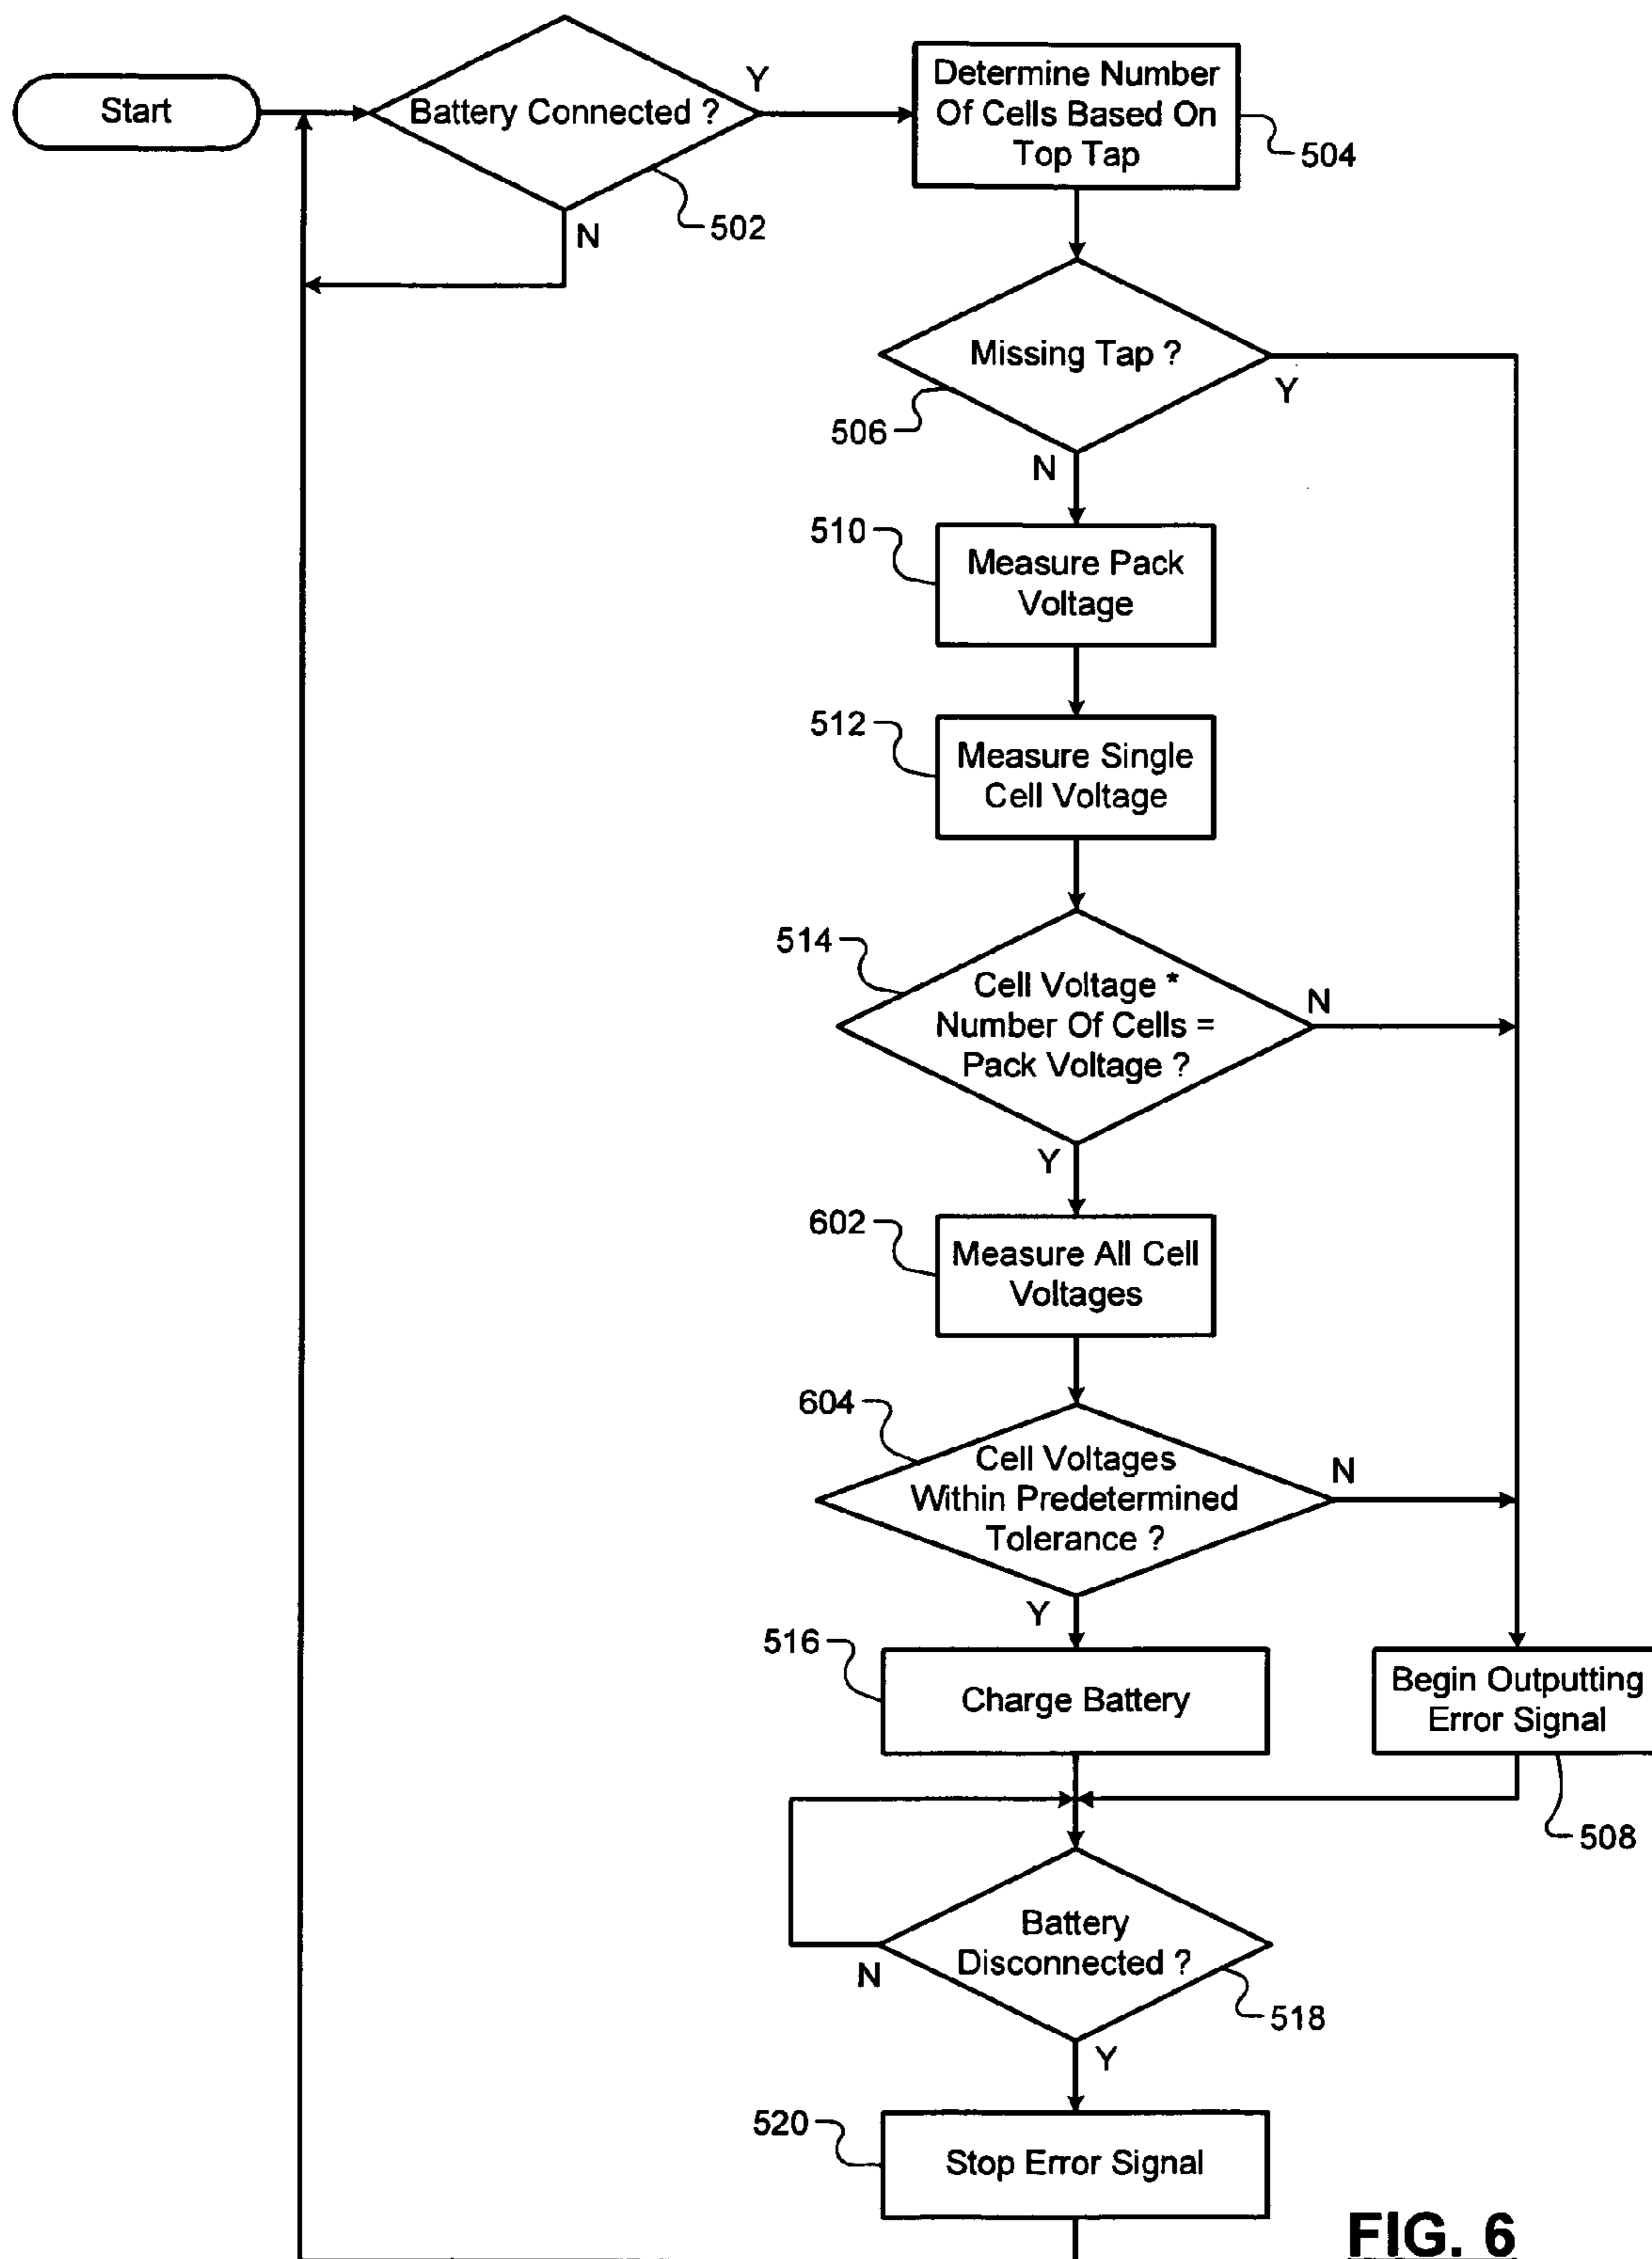 Start
Battery Connected ?
Y
N
502
Determine Number
Of Cells Based On
Top Tap
504
Missing Tap ?
Y
506
N
510
Measure Pack
Voltage
512
Measure Single
Cell Voltage
514
Cell Voltage *
Number Of Cells =
Pack Voltage ?
N
Y
602
Measure All Cell
Voltages
604
Cell Voltages
Within Predetermined
Tolerance ?
N
Y
516
Charge Battery
Begin Outputting
Error Signal
508
Battery
Disconnected ?
N
518
Y
520
Stop Error Signal
FIG. 6